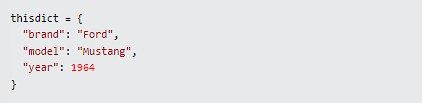 thisdict = {
  "brand": "Ford",
  "model": "Mustang",
  "year": 1964
}